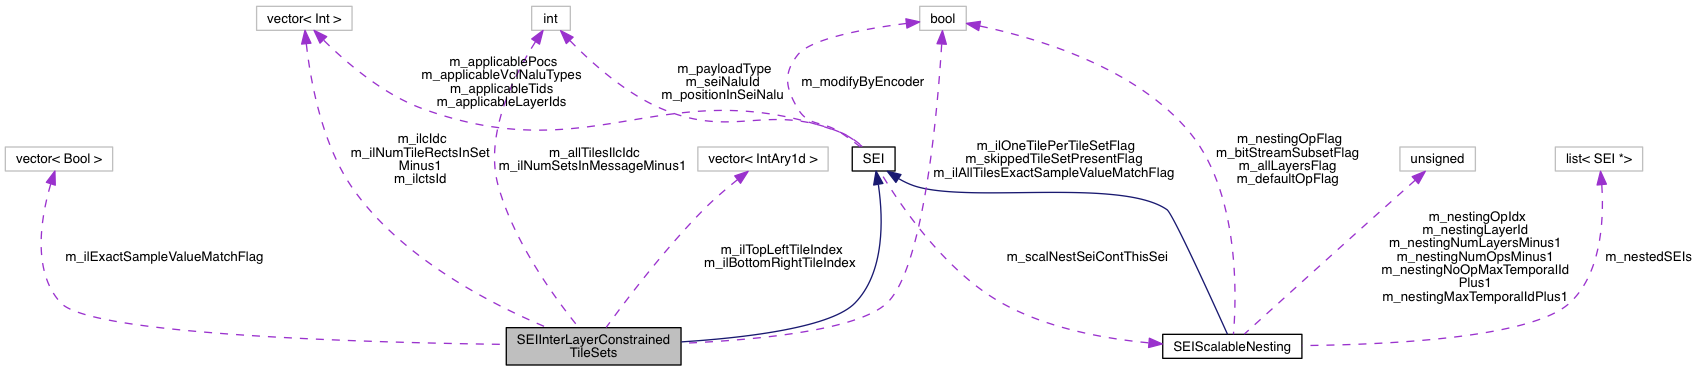 vector< Int >
int
bool
m_applicablePocs
m_applicableVclNaluTypes
m_applicableTids
m_applicableLayerIds
m_payloadType
m_seiNaluId
m_positionInSeiNalu
m_modifyByEncoder
vector< Bool >
m_ilcIdc
m_ilNumTileRectsInSet
Minus1
m_ilctsId
m_allTilesIlcIdc
m_ilNumSetsInMessageMinus1
vector< IntAry1d >
SEI
m_ilOneTilePerTileSetFlag
m_skippedTileSetPresentFlag
m_ilAllTilesExactSampleValueMatchFlag
m_nestingOpFlag
m_bitStreamSubsetFlag
m_allLayersFlag
m_defaultOpFlag
unsigned
list< SEI *>
m_ilExactSampleValueMatchFlag
m_ilTopLeftTileIndex
m_ilBottomRightTileIndex
m_scalNestSeiContThisSei
m_nestingOpIdx
m_nestingLayerId
m_nestingNumLayersMinus1
m_nestingNumOpsMinus1
m_nestingNoOpMaxTemporalId
Plus1
m_nestingMaxTemporalIdPlus1
m_nestedSEIs
SEIInterLayerConstrained
TileSets
SEIScalableNesting